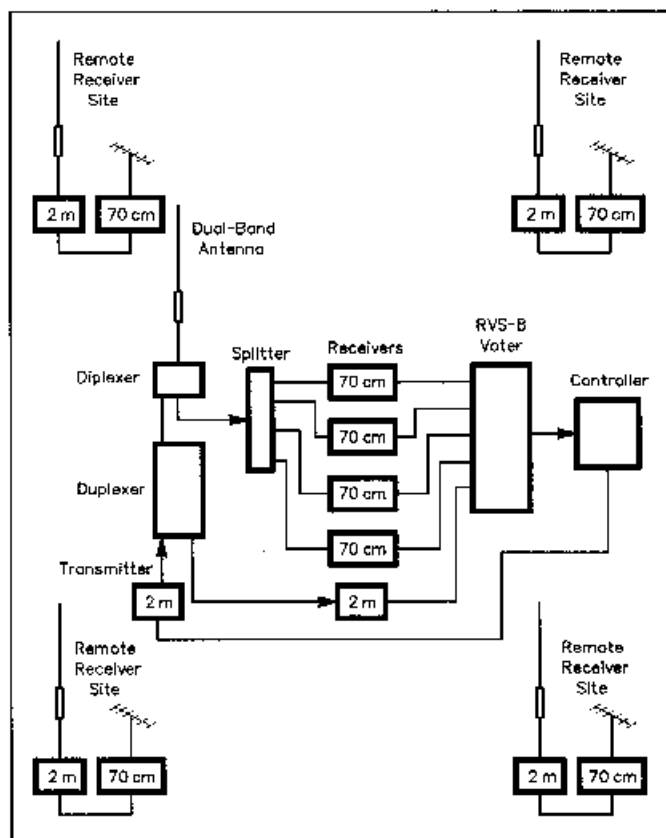 Remote
Receiver
Site
2 m
70 cm
Remote
Receiver
Site
2 m
70 cm
Dual-Band
Antenna
Diplexer
Splitter
Receivers
RVS-B
Voter
Controller
70 cm
70 cm
70 cm
70 cm
Duplexer
Transmitter
2 m
2 m
Remote
Receiver
Site
2 m
70 cm
Remote
Receiver
Site
2 m
70 cm